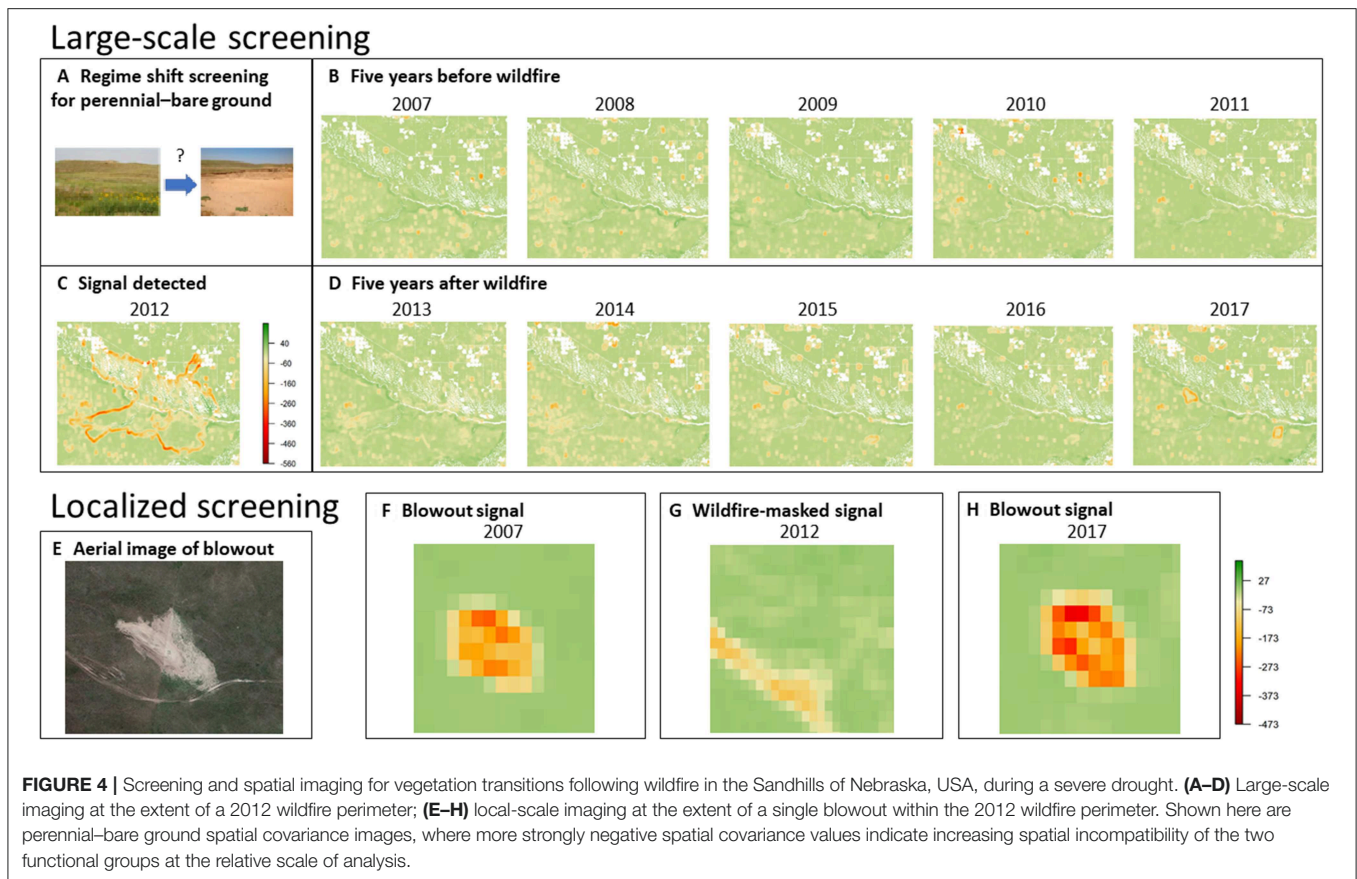 Large-scale screening
A Regime shift screening
for perennial–bare ground
?
B Five years before wildfire
2007 2008 2009 2010 2011
C Signal detected
2012
40
-60
-160
-260
-360
-460
-560
D Five years after wildfire
2013 2014 2015 2016 2017
Localized screening
E Aerial image of blowout
F Blowout signal
2007
G Wildfire-masked signal
2012
H Blowout signal
2017
27
-73
-173
-273
-373
-473
FIGURE 4 | Screening and spatial imaging for vegetation transitions following wildfire in the Sandhills of Nebraska, USA, during a severe drought. (A–D) Large-scale
imaging at the extent of a 2012 wildfire perimeter; (E–H) local-scale imaging at the extent of a single blowout within the 2012 wildfire perimeter. Shown here are
perennial–bare ground spatial covariance images, where more strongly negative spatial covariance values indicate increasing spatial incompatibility of the two
functional groups at the relative scale of analysis.